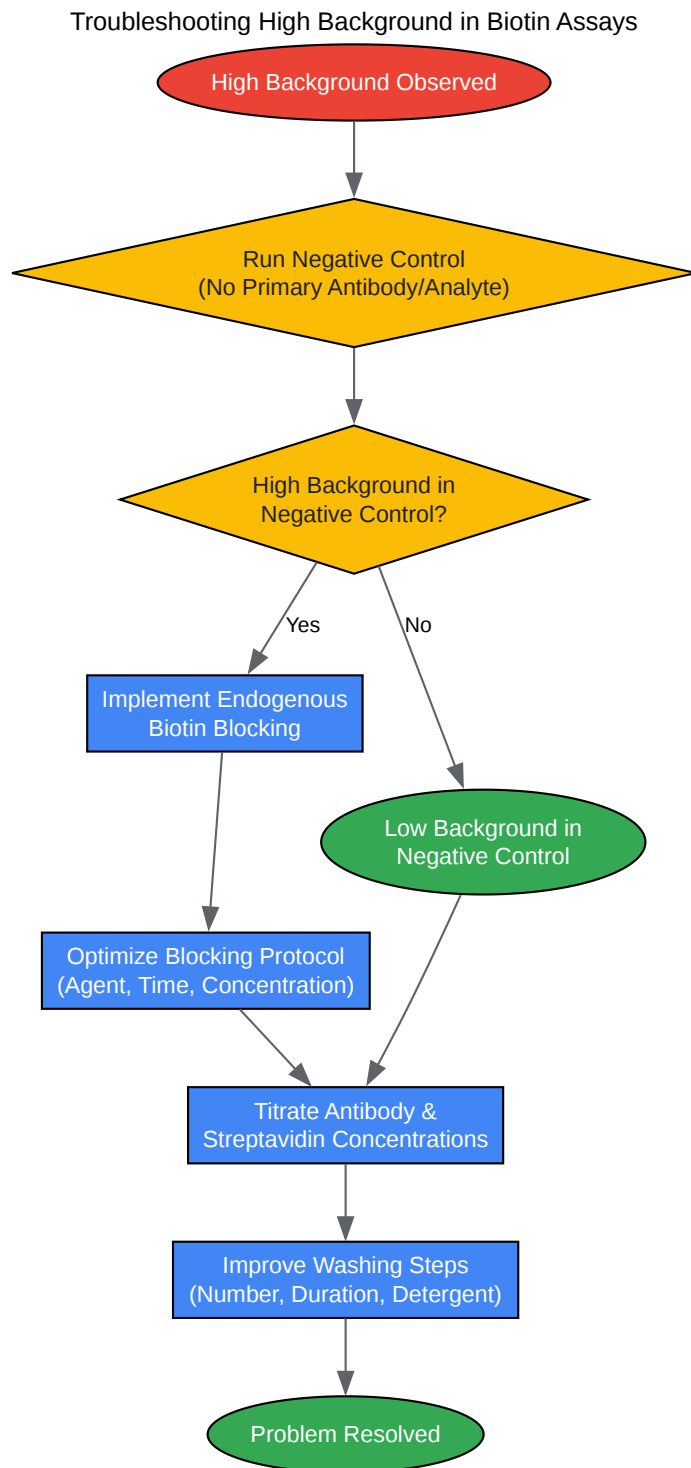 Troubleshooting High Background in Biotin Assays
High Background Observed
Run Negative Control
(No Primary Antibody/Analyte)
High Background in
Negative Control?
Yes
No
Implement Endogenous
Biotin Blocking
Low Background in
Negative Control
Optimize Blocking Protocol
(Agent, Time, Concentration)
Titrate Antibody &
Streptavidin Concentrations
Improve Washing Steps
(Number, Duration, Detergent)
Problem Resolved